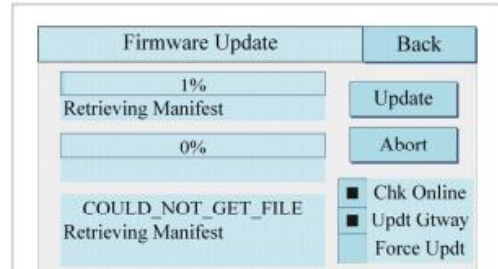 Firmware Update
Back
1%
Retrieving Manifest
Update
0%
Abort
COULD_NOT_GET_FILE
Retrieving Manifest
Chk Online
Updt Gtway
Force Updt